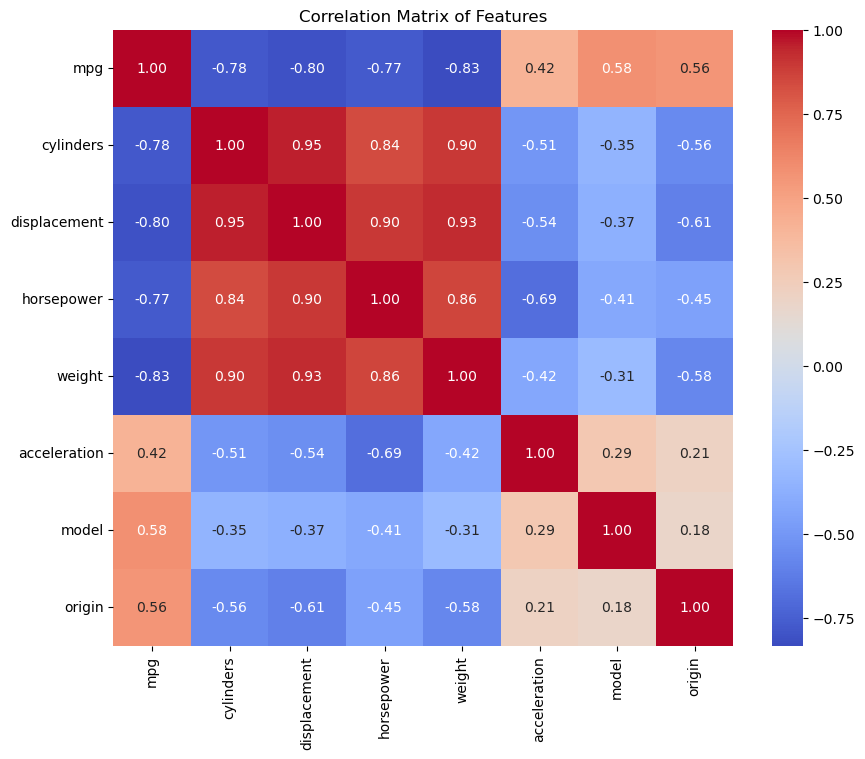 Correlation Matrix of Features
mpg 1.00 -0.78 -0.80 -0.77 -0.83 0.42 0.58 0.56
cylinders -0.78 1.00 0.95 0.84 0.90 -0.51 -0.35 -0.56
displacement -0.80 0.95 1.00 0.90 0.93 -0.54 -0.37 -0.61
horsepower -0.77 0.84 0.90 1.00 0.86 -0.69 -0.41 -0.45
weight -0.83 0.90 0.93 0.86 1.00 -0.42 -0.31 -0.58
acceleration 0.42 -0.51 -0.54 -0.69 -0.42 1.00 0.29 0.21
model 0.58 -0.35 -0.37 -0.41 -0.31 0.29 1.00 0.18
origin 0.56 -0.56 -0.61 -0.45 -0.58 0.21 0.18 1.00
mpg
cylinders
displacement
horsepower
weight
acceleration
model
origin
1.00
0.75
0.50
0.25
0.00
−0.25
−0.50
−0.75